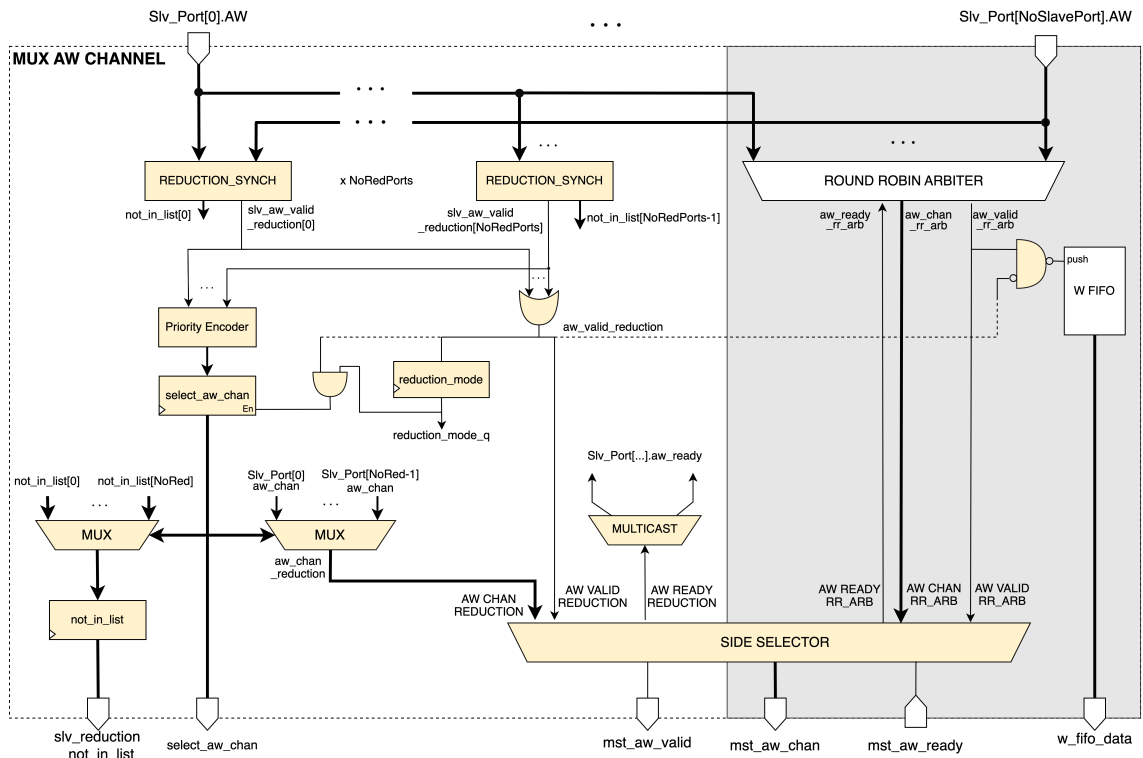 Slv_Port[0].AW
. . .
Slv_Port[NoSlavePort].AW
MUX AW CHANNEL
. . .
. . .
. . .
. . .
REDUCTION_SYNCH
x NoRedPorts
REDUCTION_SYNCH
ROUND ROBIN ARBITER
not_in_list[0]
slv_aw_valid
_reduction[0]
slv_aw_valid
_reduction[NoRedPorts]
not_in_list[NoRedPorts-1]
aw_ready
_rr_arb
aw_chan
_rr_arb
aw_valid
_rr_arb
push
W FIFO
. . .
. . .
Priority Encoder
aw_valid_reduction
select_aw_chan
En
reduction_mode
reduction_mode_q
not_in_list[0]
not_in_list[NoRed]
. . .
Slv_Port[0]
aw_chan
Slv_Port[NoRed-1]
aw_chan
. . .
Slv_Port[...].aw_ready
MUX
MUX
MULTICAST
aw_chan
_reduction
AW CHAN
REDUCTION
AW VALID
REDUCTION
AW READY
REDUCTION
AW READY
RR_ARB
AW CHAN
RR_ARB
AW VALID
RR_ARB
not_in_list
SIDE SELECTOR
slv_reduction
not_in_list
select_aw_chan
mst_aw_valid
mst_aw_chan
mst_aw_ready
w_fifo_data